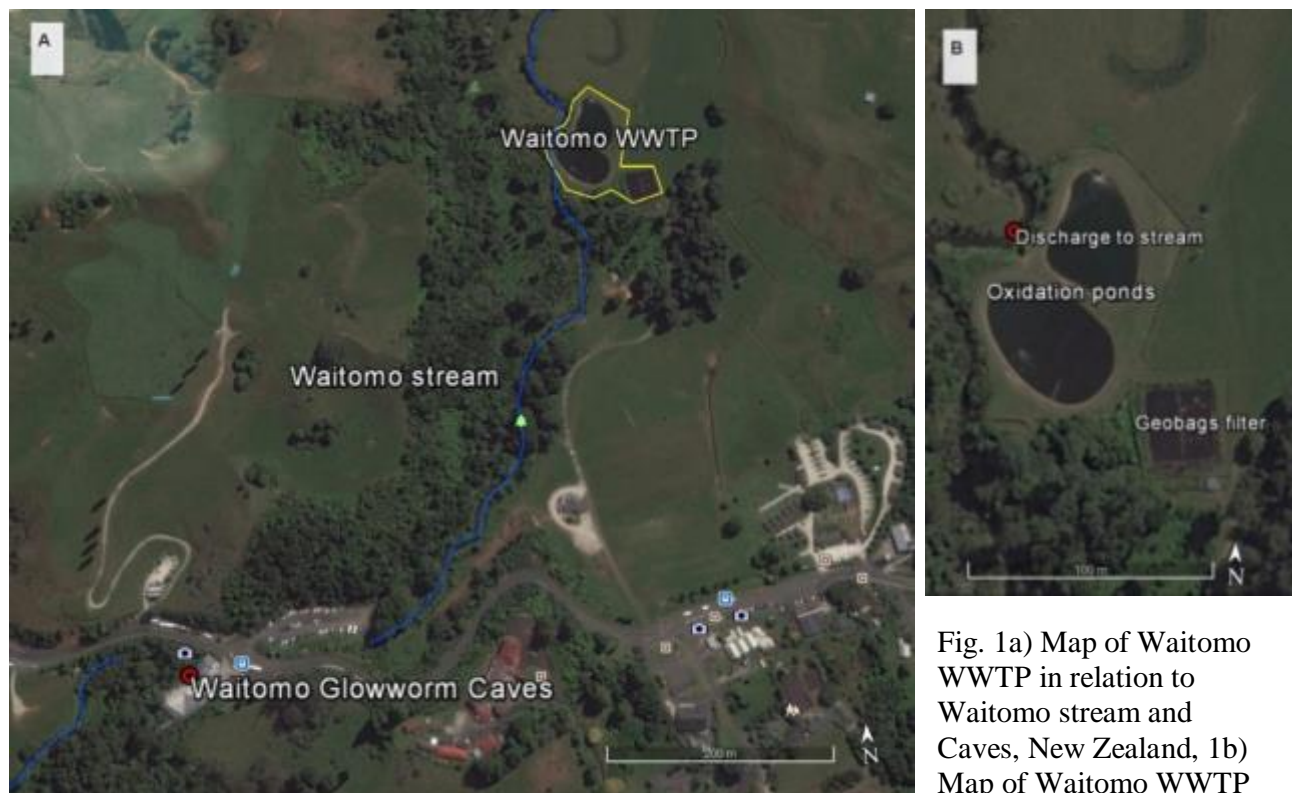 A
Waitomo WWTP
Waitomo stream
Waitomo Glowworm Caves
200 m
N
B
Discharge to stream
Oxidation ponds
Geobags filter
100 m
N
Fig. 1a) Map of Waitomo
WWTP in relation to
Waitomo stream and
Caves, New Zealand, 1b)
Map of Waitomo WWTP